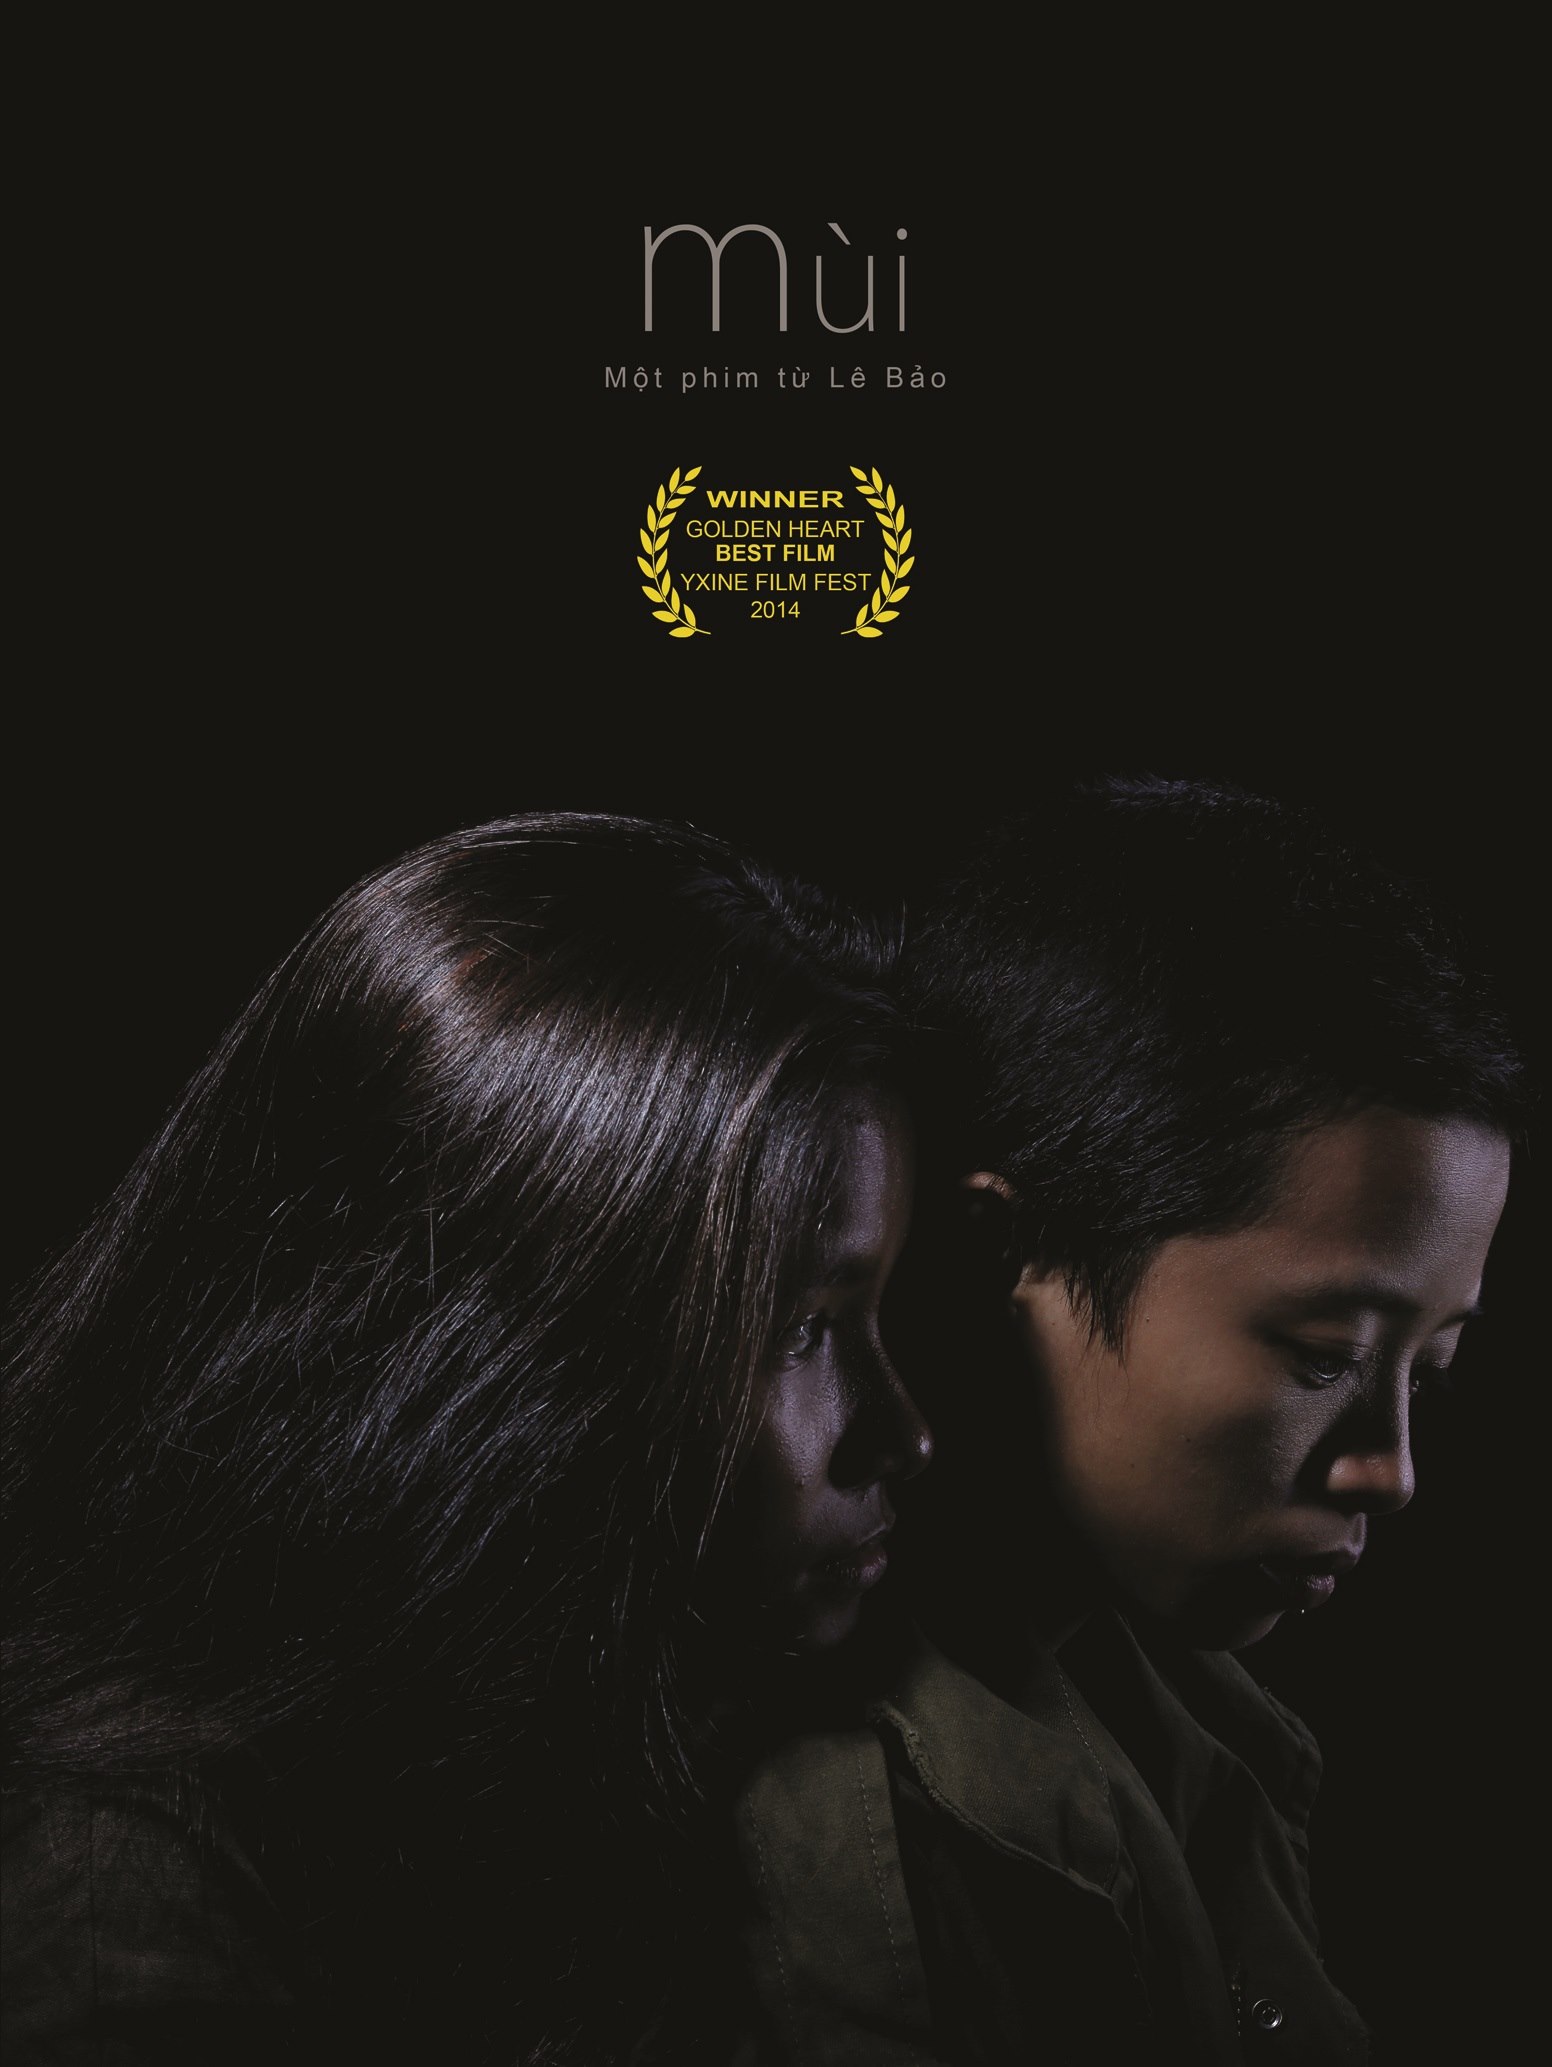 mùi
Một phim từ Lê Bảo
WINNER
GOLDEN HEART
BEST FILM
YXINE FILM FEST
2014